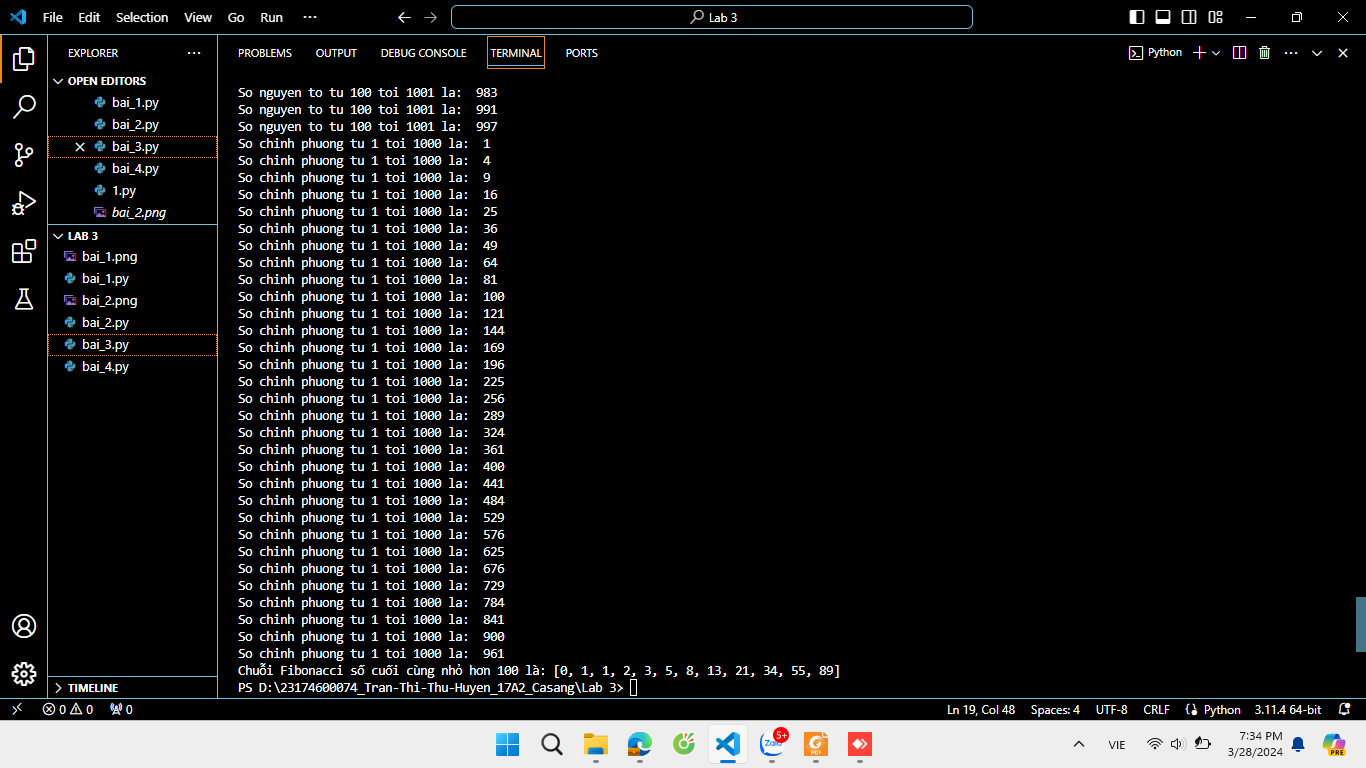 File Edit Selection View Go Run ···
Lab 3
EXPLORER
OPEN EDITORS
bai_1.py
bai_2.py
bai_3.py
bai_4.py
1.py
bai_2.png
LAB 3
bai_1.png
bai_1.py
bai_2.png
bai_2.py
bai_3.py
bai_4.py
TIMELINE
PROBLEMS OUTPUT DEBUG CONSOLE TERMINAL PORTS
Python
So nguyen to tu 100 toi 1001 la:  983
So nguyen to tu 100 toi 1001 la:  991
So nguyen to tu 100 toi 1001 la:  997
So chinh phuong tu 1 toi 1000 la:  1
So chinh phuong tu 1 toi 1000 la:  4
So chinh phuong tu 1 toi 1000 la:  9
So chinh phuong tu 1 toi 1000 la:  16
So chinh phuong tu 1 toi 1000 la:  25
So chinh phuong tu 1 toi 1000 la:  36
So chinh phuong tu 1 toi 1000 la:  49
So chinh phuong tu 1 toi 1000 la:  64
So chinh phuong tu 1 toi 1000 la:  81
So chinh phuong tu 1 toi 1000 la:  100
So chinh phuong tu 1 toi 1000 la:  121
So chinh phuong tu 1 toi 1000 la:  144
So chinh phuong tu 1 toi 1000 la:  169
So chinh phuong tu 1 toi 1000 la:  196
So chinh phuong tu 1 toi 1000 la:  225
So chinh phuong tu 1 toi 1000 la:  256
So chinh phuong tu 1 toi 1000 la:  289
So chinh phuong tu 1 toi 1000 la:  324
So chinh phuong tu 1 toi 1000 la:  361
So chinh phuong tu 1 toi 1000 la:  400
So chinh phuong tu 1 toi 1000 la:  441
So chinh phuong tu 1 toi 1000 la:  484
So chinh phuong tu 1 toi 1000 la:  529
So chinh phuong tu 1 toi 1000 la:  576
So chinh phuong tu 1 toi 1000 la:  625
So chinh phuong tu 1 toi 1000 la:  676
So chinh phuong tu 1 toi 1000 la:  729
So chinh phuong tu 1 toi 1000 la:  784
So chinh phuong tu 1 toi 1000 la:  841
So chinh phuong tu 1 toi 1000 la:  900
So chinh phuong tu 1 toi 1000 la:  961
Chuỗi Fibonacci số cuối cùng nhỏ hơn 100 là: [0, 1, 1, 2, 3, 5, 8, 13, 21, 34, 55, 89]
PS D:\23174600074_Tran-Thi-Thu-Huyen_17A2_Casang\Lab 3>
0 0 0 Ln 19, Col 48 Spaces: 4 UTF-8 CRLF Python 3.11.4 64-bit
Zalo 5+ PDF VIE 7:34 PM PRE
3/28/2024